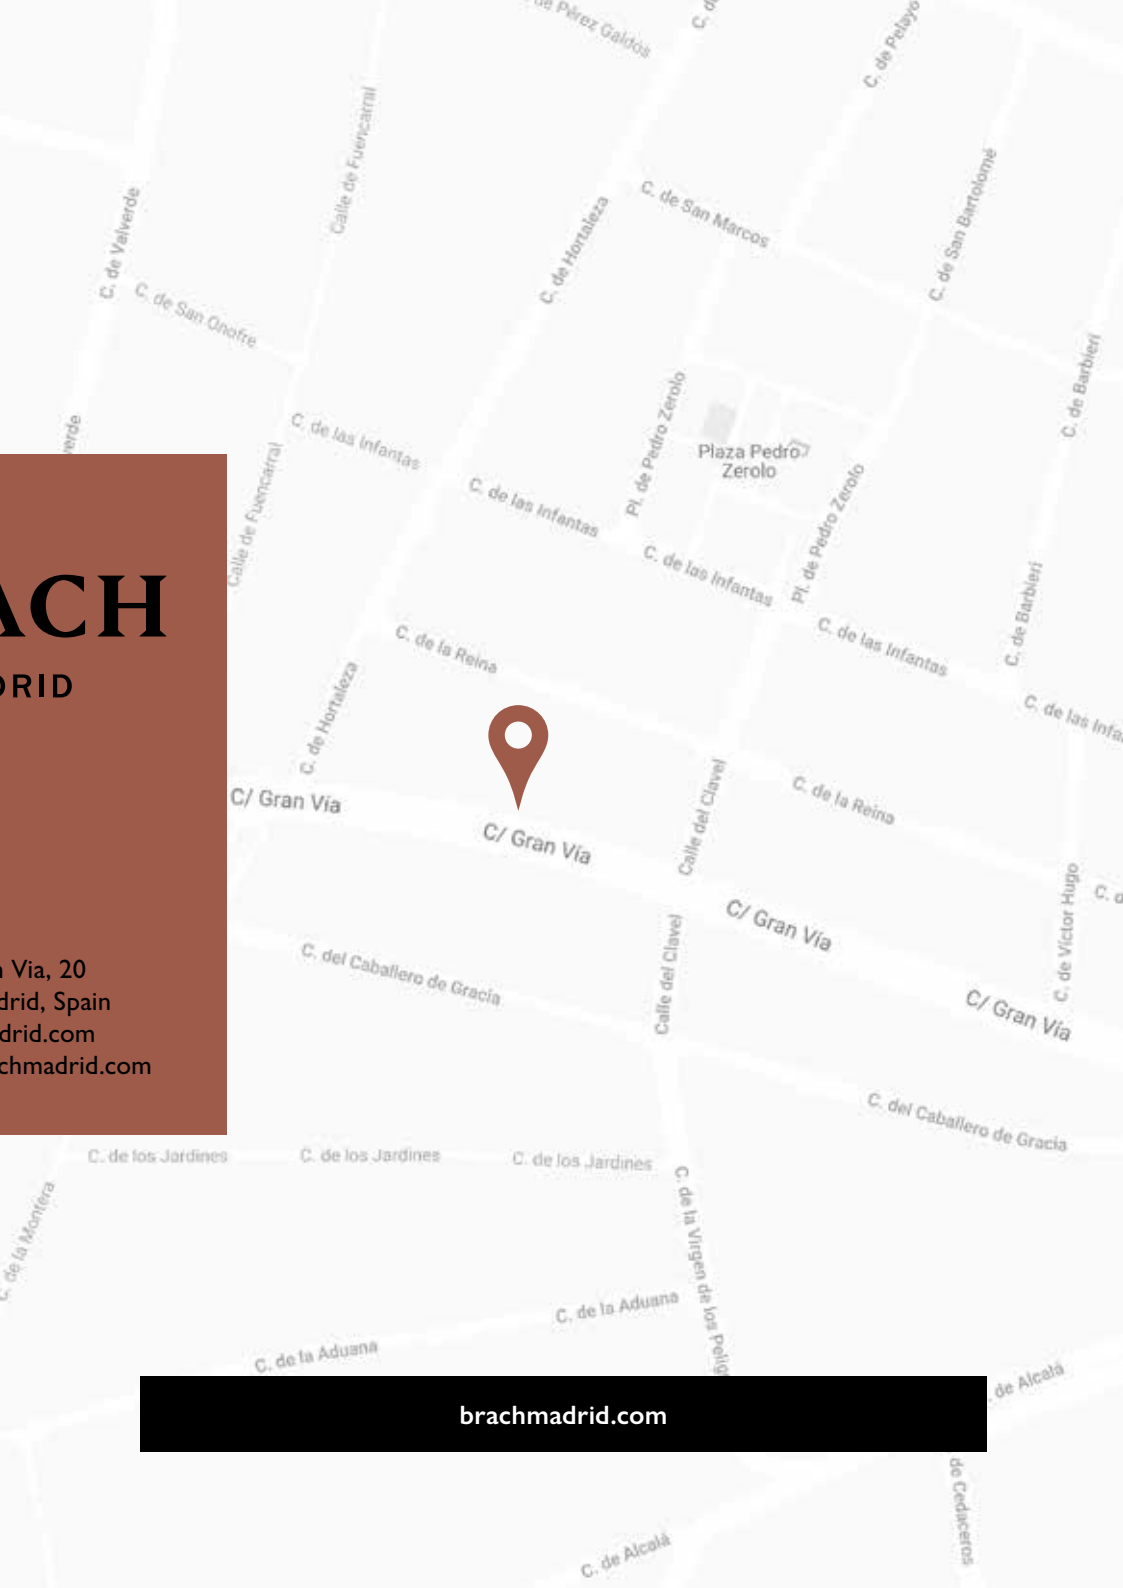 de Pérez Galdós
C. de Pelayo
Calle de Fuencarral
C. de San Bartolomé
C. de Valverde
C. de San Marcos
C. de Hortaleza
C. de San Onofre
C. de Barbieri
Pl. de Pedro Zerolo
Plaza Pedro
Zerolo
C. de las Infantas
Calle de Fuencarral
C. de las Infantas
Pl. de Pedro Zerolo
C. de las Infantas
C. de Barbieri
ACH
DRID
C. de la Reina
C. de las Infantas
C. de Hortaleza
C. de las Infa
C/ Gran Vía
C/ Gran Vía
Calle del Clavel
C. de la Reina
C. de Víctor Hugo
C. d
C/ Gran Vía
C. del Caballero de Gracia
Calle del Clavel
C/ Gran Vía
Via, 20
drid, Spain
drid.com
chmadrid.com
C. del Caballero de Gracia
C. de los Jardines
C. de los Jardines
C. de los Jardines
C. de la Montera
C. de la Virgen de los Pelig
C. de la Aduana
C. de la Aduana
de Alcalá
brachmadrid.com
de Cedaceros
C. de Alcalá